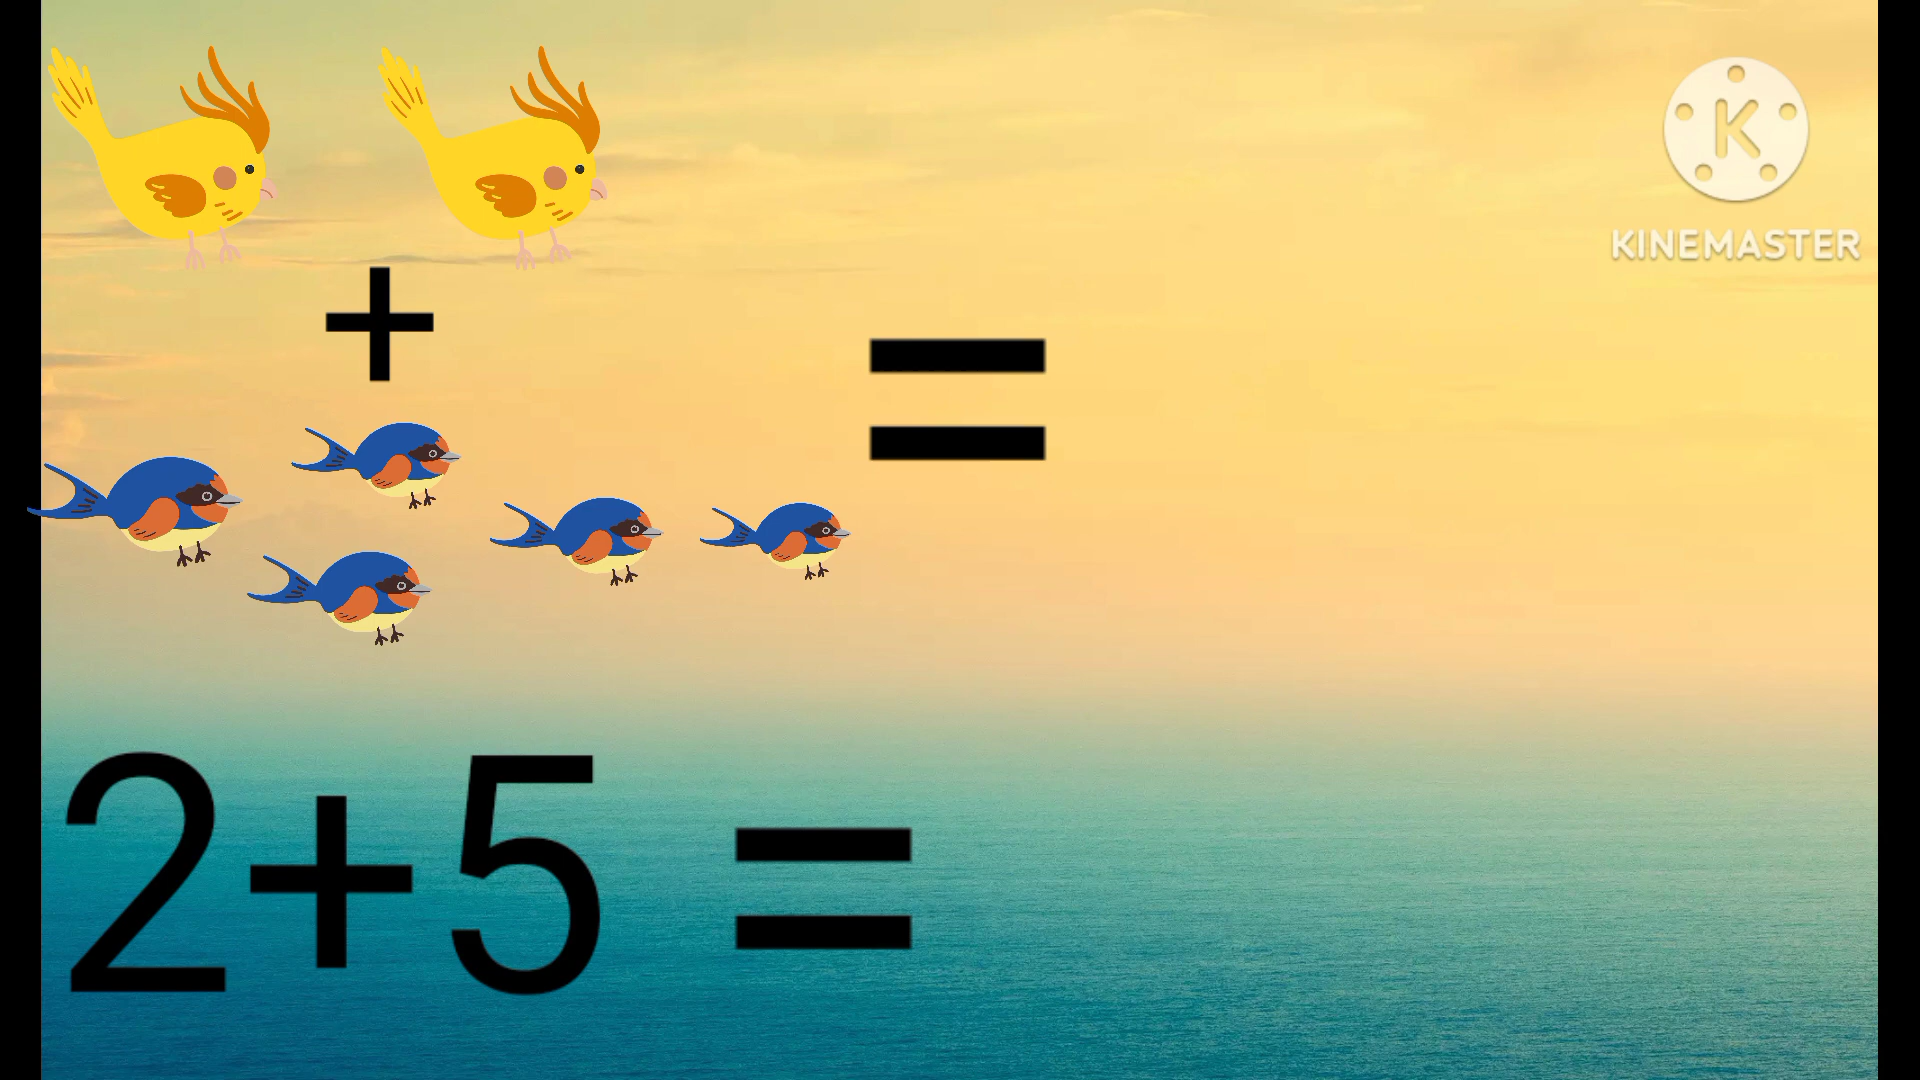 K
KINEMASTER
+
=
2+5 =